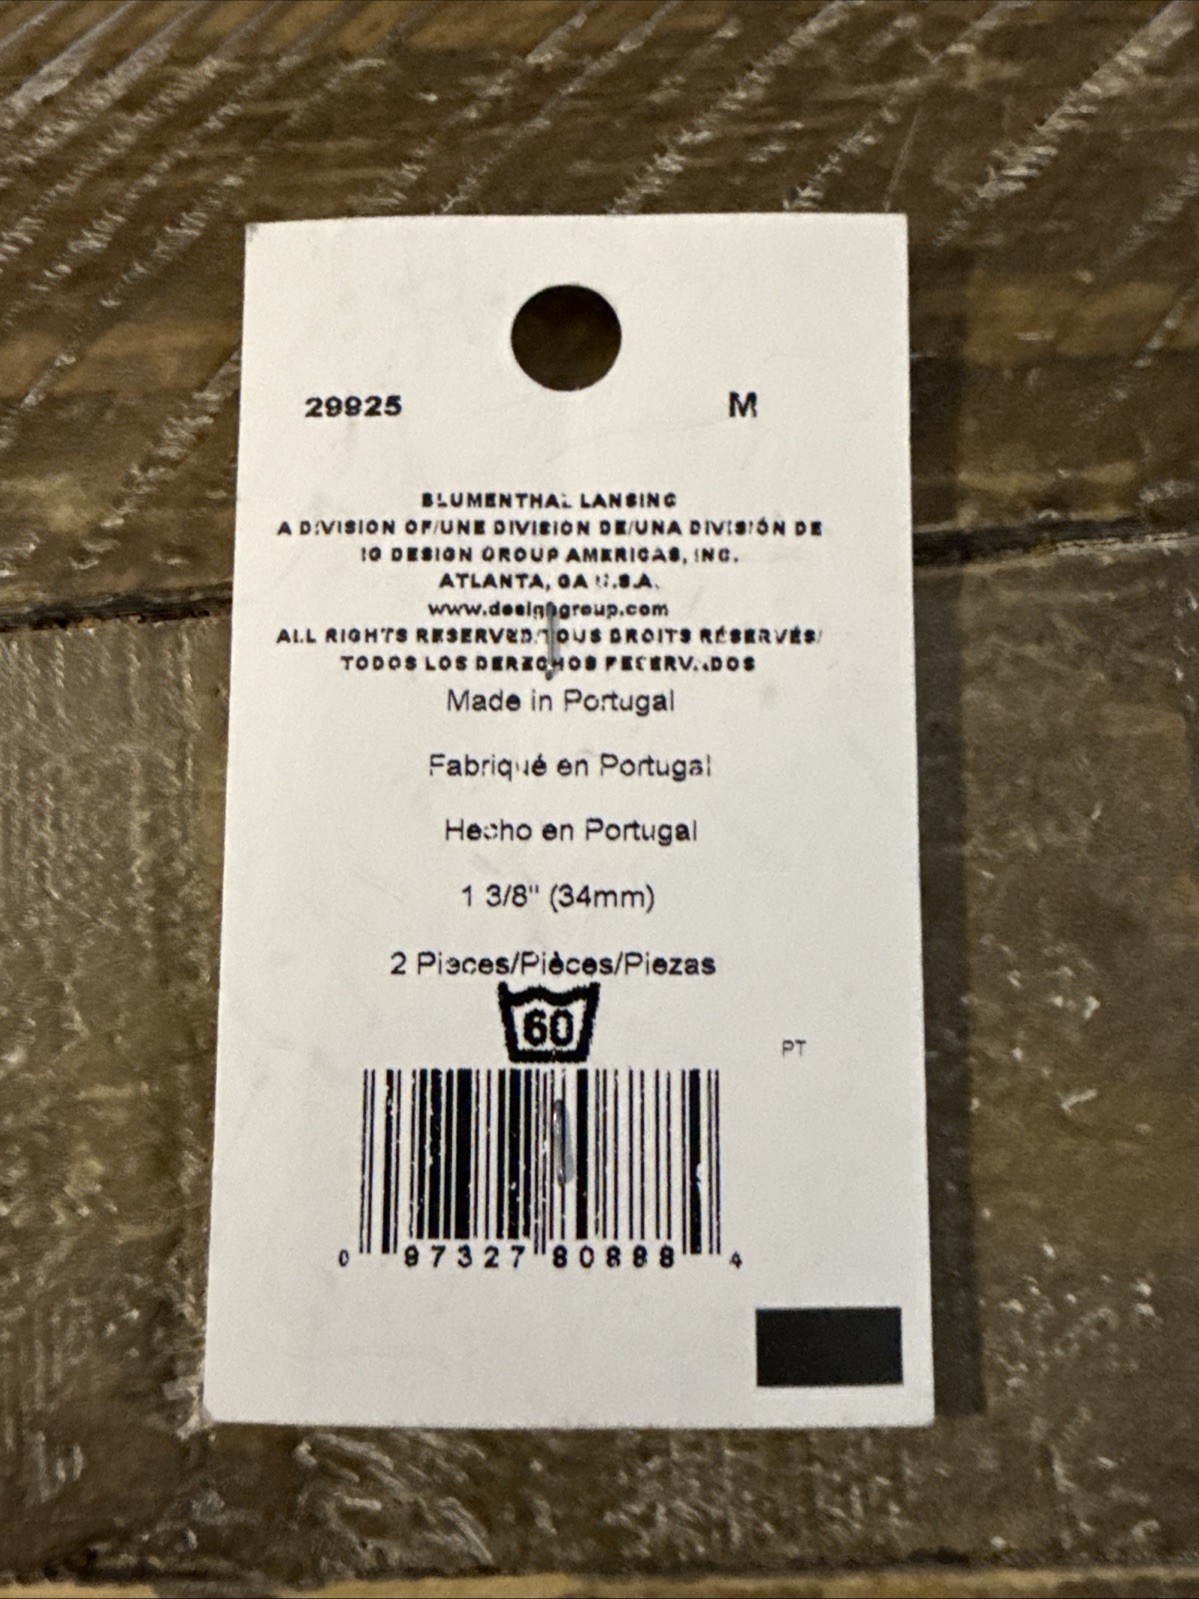 29925 M
BLUMENTHAL LANSING
A DIVISION OF/UNE DIVISION DE/UNA DIVISIÓN DE
IG DESIGN GROUP AMERICAS, INC.
ATLANTA, GA U.S.A.
ALL RIGHTS RESERVED/TOUS DROITS RÉSERVÉS/
TODOS LOS DERECHOS RESERVADOS
Made in Portugal
Fabriqué en Portugal
Hecho en Portugal
1 3/8" (34mm)
2 Pieces/Pièces/Piezas
60
PT
0 97327 80888 4